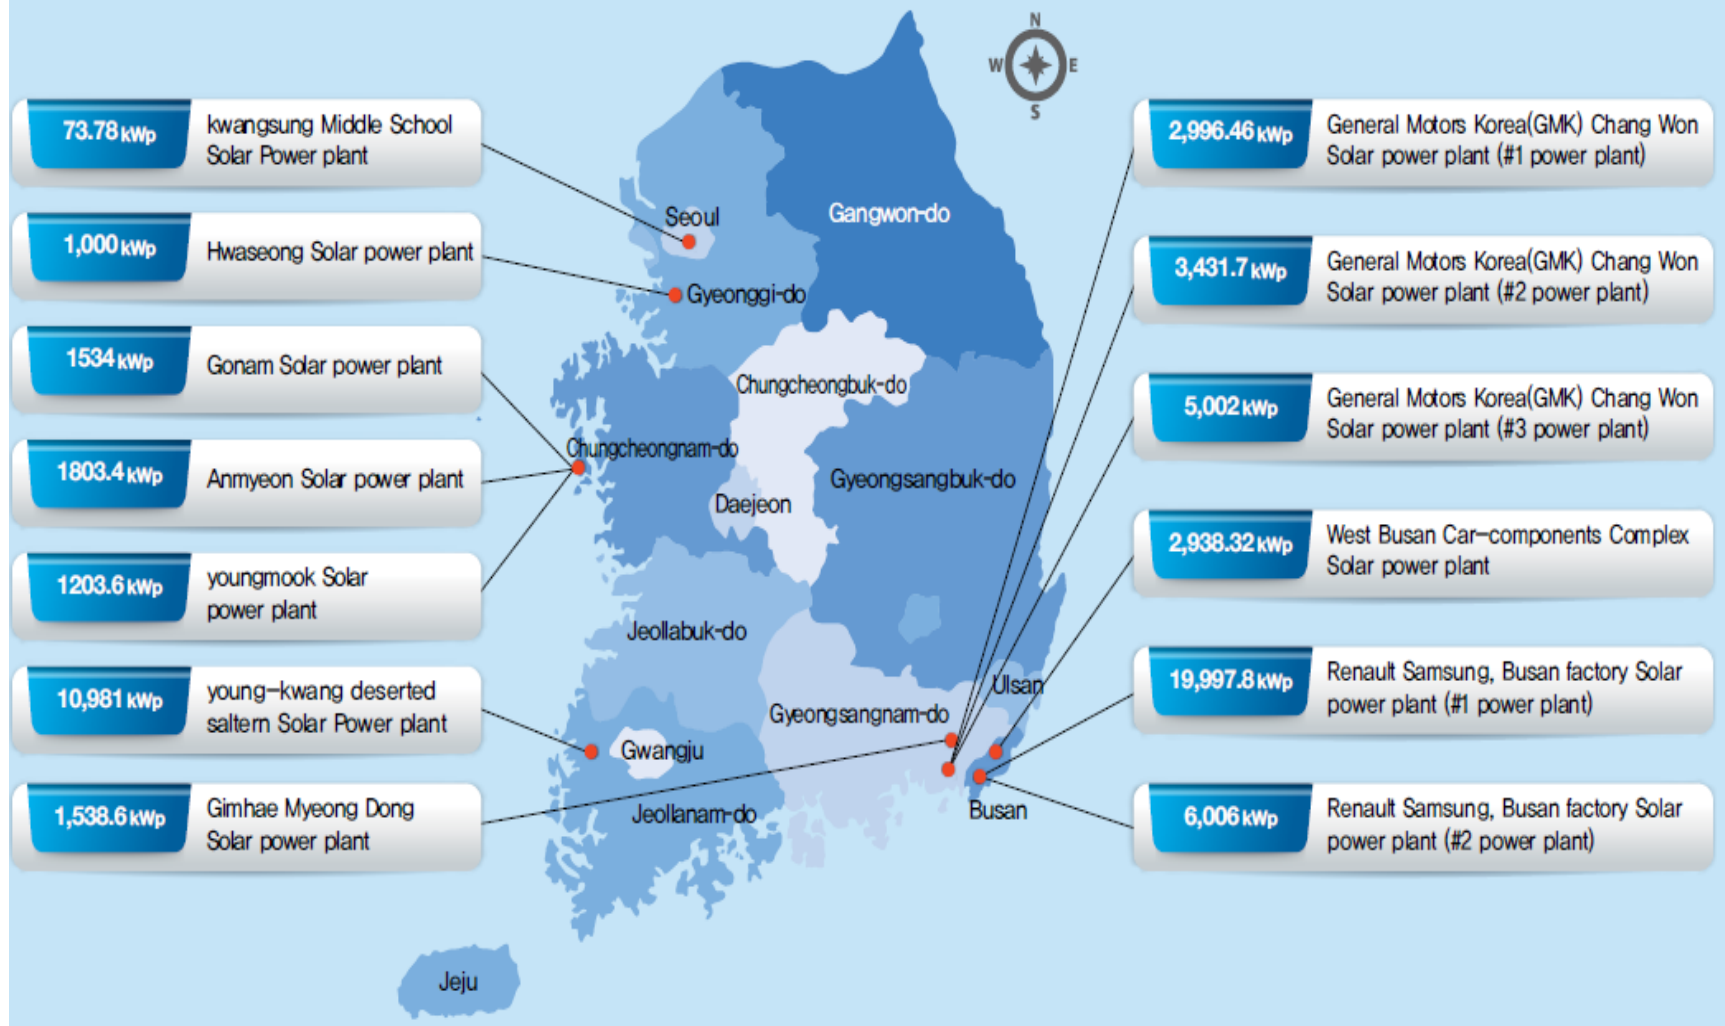 N
W E
S
73.78 kWp
kwangsung Middle School
Solar Power plant
1,000 kWp
Hwaseong Solar power plant
1534 kWp
Gonam Solar power plant
1803.4 kWp
Anmyeon Solar power plant
1203.6 kWp
youngmook Solar
power plant
10,981 kWp
young-kwang deserted
saltern Solar Power plant
1,538.6 kWp
Gimhae Myeong Dong
Solar power plant
Seoul
Gangwon-do
Gyeonggi-do
Chungcheongbuk-do
Chungcheongnam-do
Gyeongsangbuk-do
Daejeon
Jeollabuk-do
Ulsan
Gyeongsangnam-do
Gwangju
Busan
Jeollanam-do
Jeju
2,996.46 kWp
General Motors Korea(GMK) Chang Won
Solar power plant (#1 power plant)
3,431.7 kWp
General Motors Korea(GMK) Chang Won
Solar power plant (#2 power plant)
5,002 kWp
General Motors Korea(GMK) Chang Won
Solar power plant (#3 power plant)
2,938.32 kWp
West Busan Car-components Complex
Solar power plant
19,997.8 kWp
Renault Samsung, Busan factory Solar
power plant (#1 power plant)
6,006 kWp
Renault Samsung, Busan factory Solar
power plant (#2 power plant)